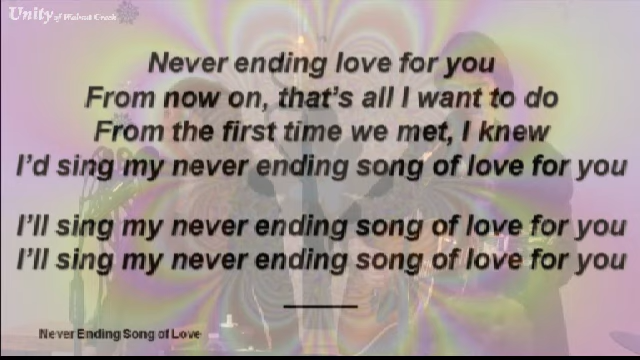 Unity of Walnut Creek
Never ending love for you
From now on, that's all I want to do
From the first time we met, I knew
I'd sing my never ending song of love for you
I'll sing my never ending song of love for you
I'll sing my never ending song of love for you
Never Ending Song of Love